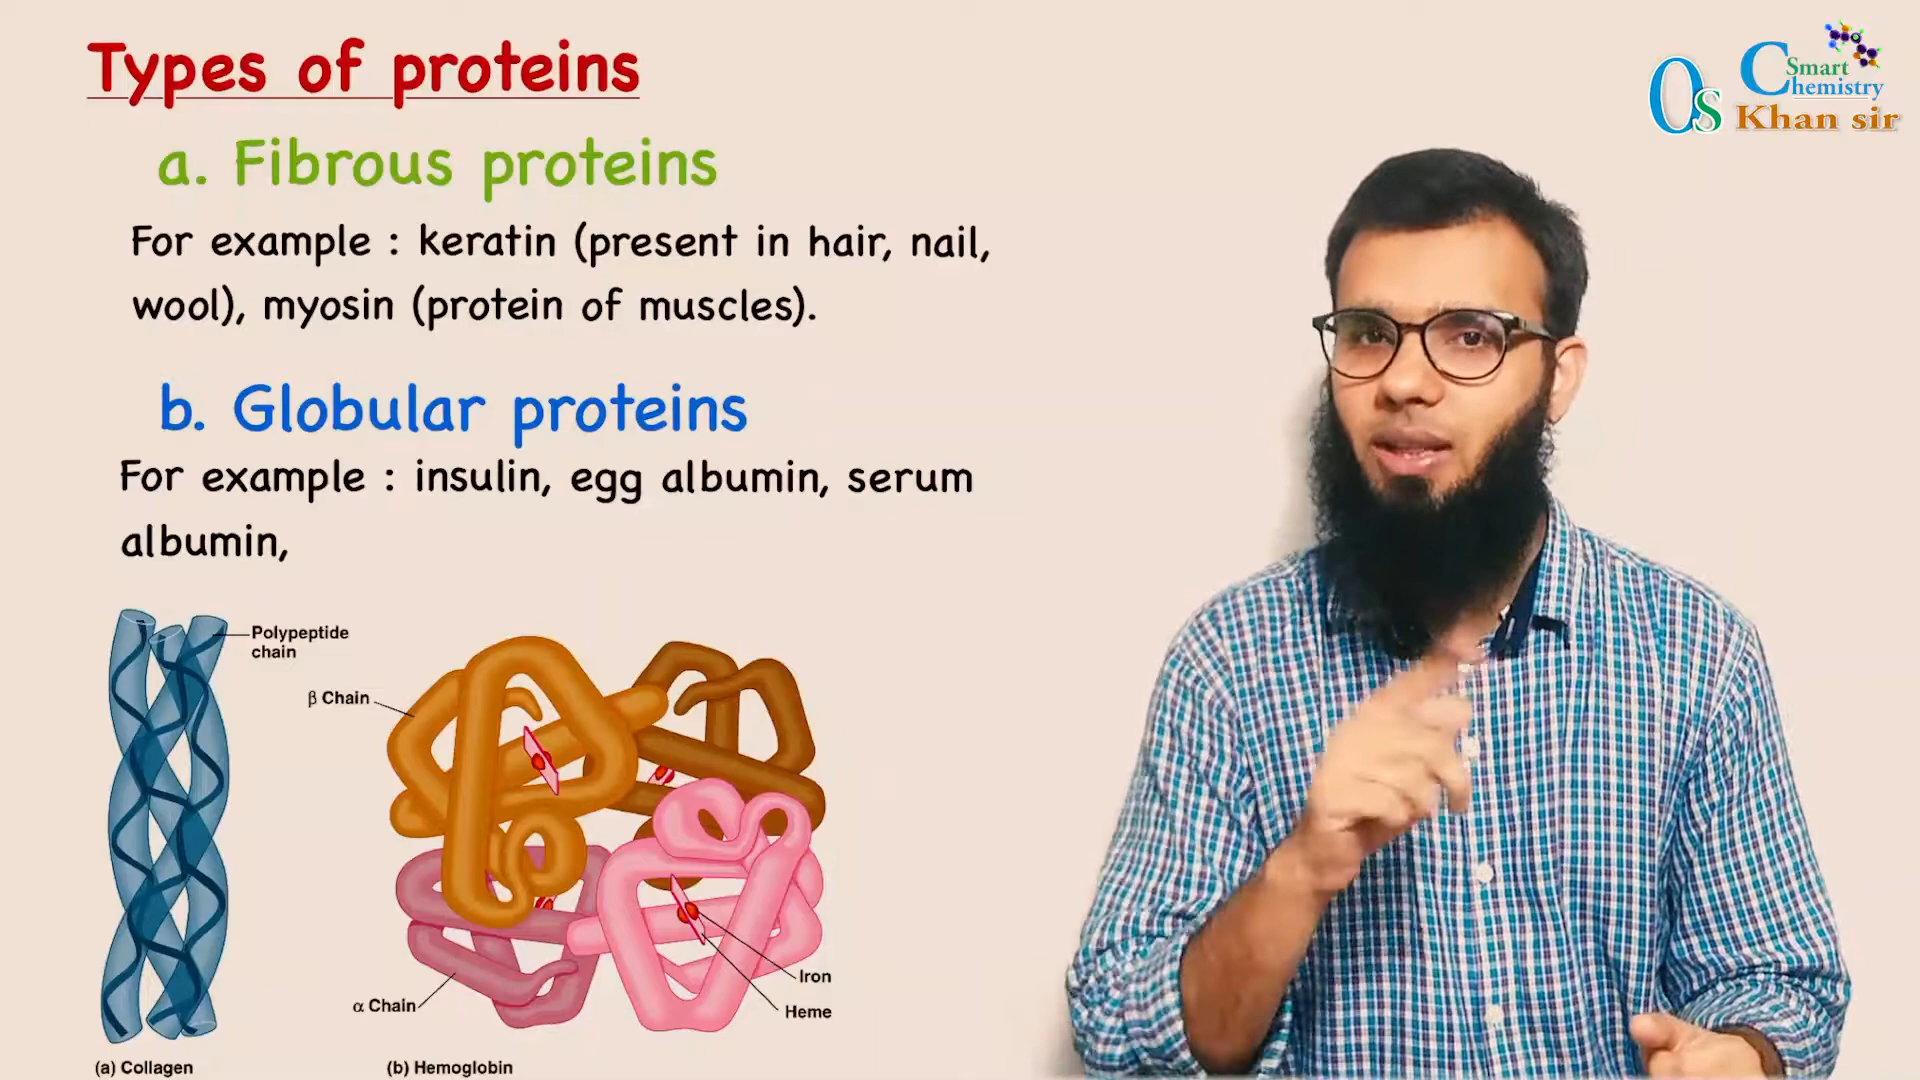 Types of proteins
a. Fibrous proteins
For example : keratin (present in hair, nail,
wool), myosin (protein of muscles).
b. Globular proteins
For example : insulin, egg albumin, serum
albumin,
Polypeptide
chain
β Chain
α Chain
Iron
Heme
(a) Collagen
(b) Hemoglobin
Os
Smart
Chemistry
Khan sir